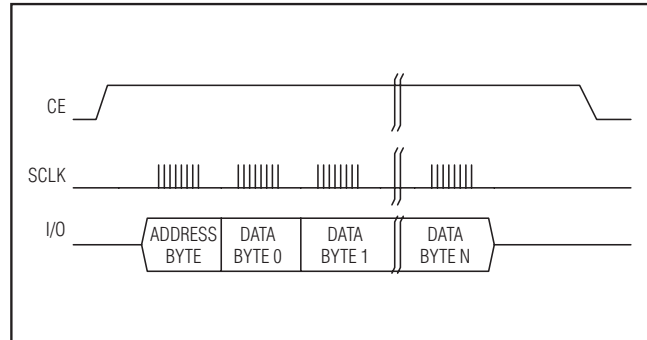 CE
SCLK
I/O
ADDRESS
BYTE
DATA
BYTE 0
DATA
BYTE 1
DATA
BYTE N